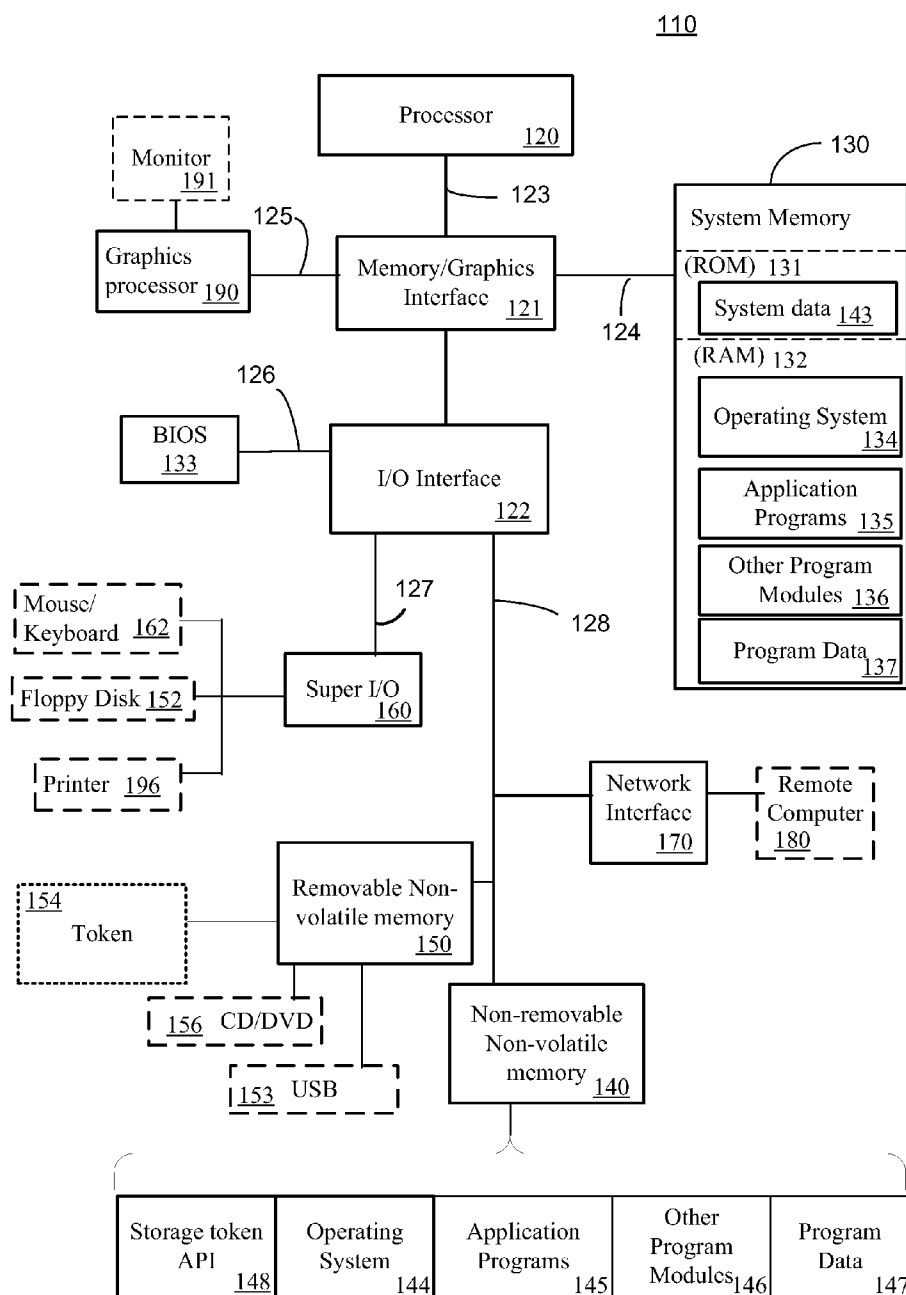 110
Processor
120
Monitor
191
130
123
125
System Memory
Graphics
processor
190
Memory/Graphics
Interface
121
(ROM) 131
System data 143
124
(RAM) 132
126
Operating System
134
BIOS
133
I/O Interface
122
Application
Programs 135
127
128
Other Program
Modules 136
Mouse/
Keyboard 162
Program Data
137
Super I/O
160
Floppy Disk 152
Printer 196
Network
Interface
170
Remote
Computer
180
Removable Non-
volatile memory
150
154
Token
156 CD/DVD
Non-removable
Non-volatile
memory 140
153 USB
Storage token
API
148
Operating
System
144
Application
Programs
145
Other
Program
Modules 146
Program
Data
147